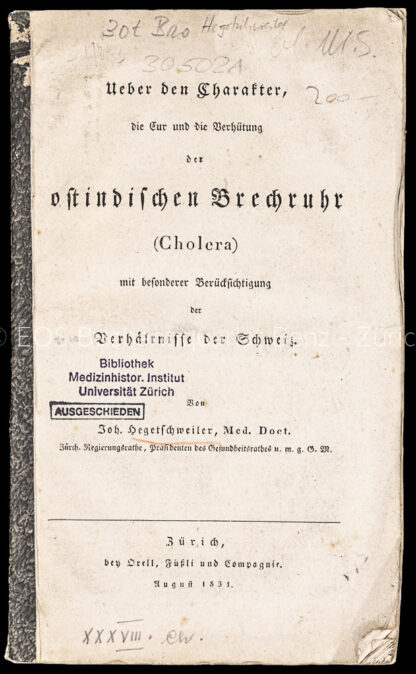 30t Bro Hegetschweiler
30502A
200
Ueber den Charakter,
die Cur und die Verhütung
der
ostindischen Brechruhr
(Cholera)
mit besonderer Berücksichtigung
der
Verhältnisse der Schweiz.
Bibliothek
Medizinhistor. Institut
Universität Zürich
AUSGESCHIEDEN
Von
Joh. Hegetschweiler, Med. Doct.
Zürch. Regierungsrathe, Präsidenten des Gesundheitsrathes u. m. g. G. M.
Zürich,
bey Orell, Füßli und Compagnie.
August 1831.
XXXVIII.